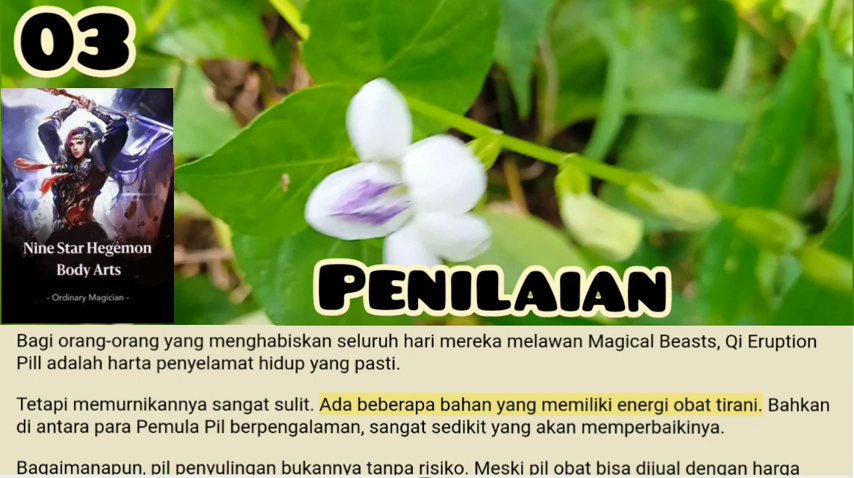 03
Nine Star Hegemon
Body Arts
- Ordinary Magician -
PENILAIAN
Bagi orang-orang yang menghabiskan seluruh hari mereka melawan Magical Beasts, Qi Eruption
Pill adalah harta penyelamat hidup yang pasti.
Tetapi memurnikannya sangat sulit. Ada beberapa bahan yang memiliki energi obat tirani. Bahkan
di antara para Pemula Pil berpengalaman, sangat sedikit yang akan memperbaikinya.
Bagaimanapun, pil penyulingan bukannya tanpa risiko. Meski pil obat bisa dijual dengan harga